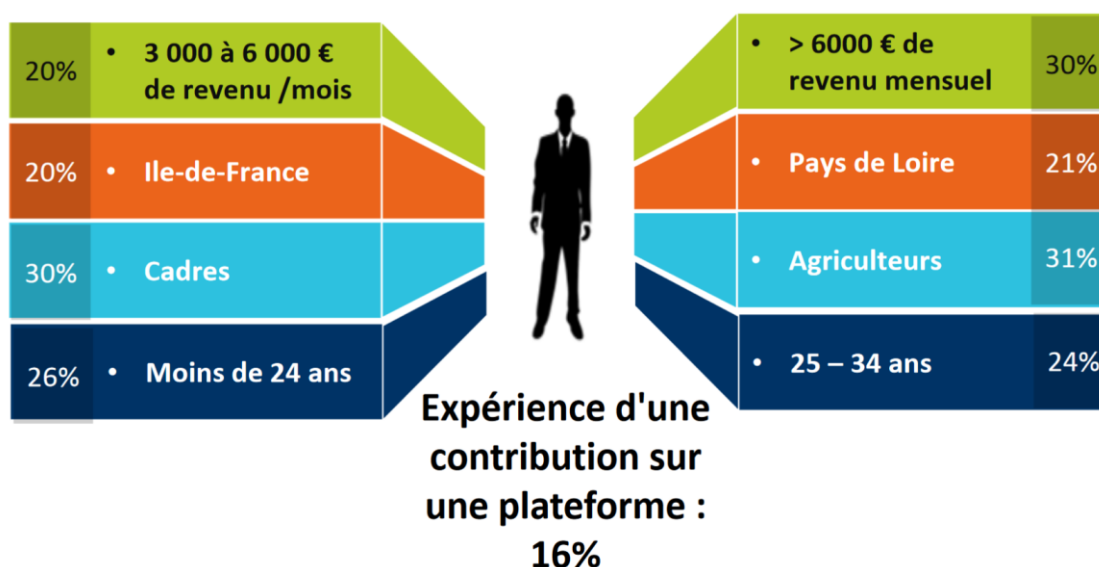 20%
• 3 000 à 6 000 €
de revenu /mois
20%
• Ile-de-France
30%
• Cadres
26%
• Moins de 24 ans
• > 6000 € de
revenu mensuel
30%
• Pays de Loire
21%
• Agriculteurs
31%
• 25 – 34 ans
24%
Expérience d'une
contribution sur
une plateforme :
16%